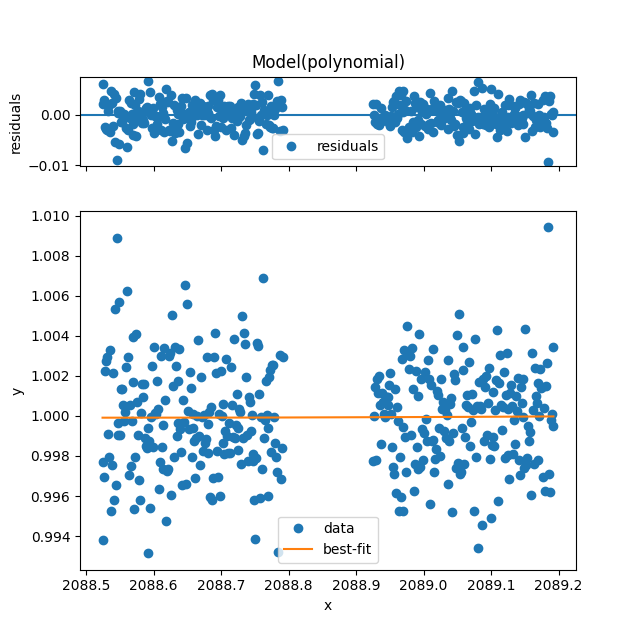 Model(polynomial)
residuals
0.00
−0.01
residuals
1.010
1.008
1.006
1.004
1.002
1.000
0.998
0.996
0.994
y
data
best-fit
2088.5 2088.6 2088.7 2088.8 2088.9 2089.0 2089.1 2089.2
x